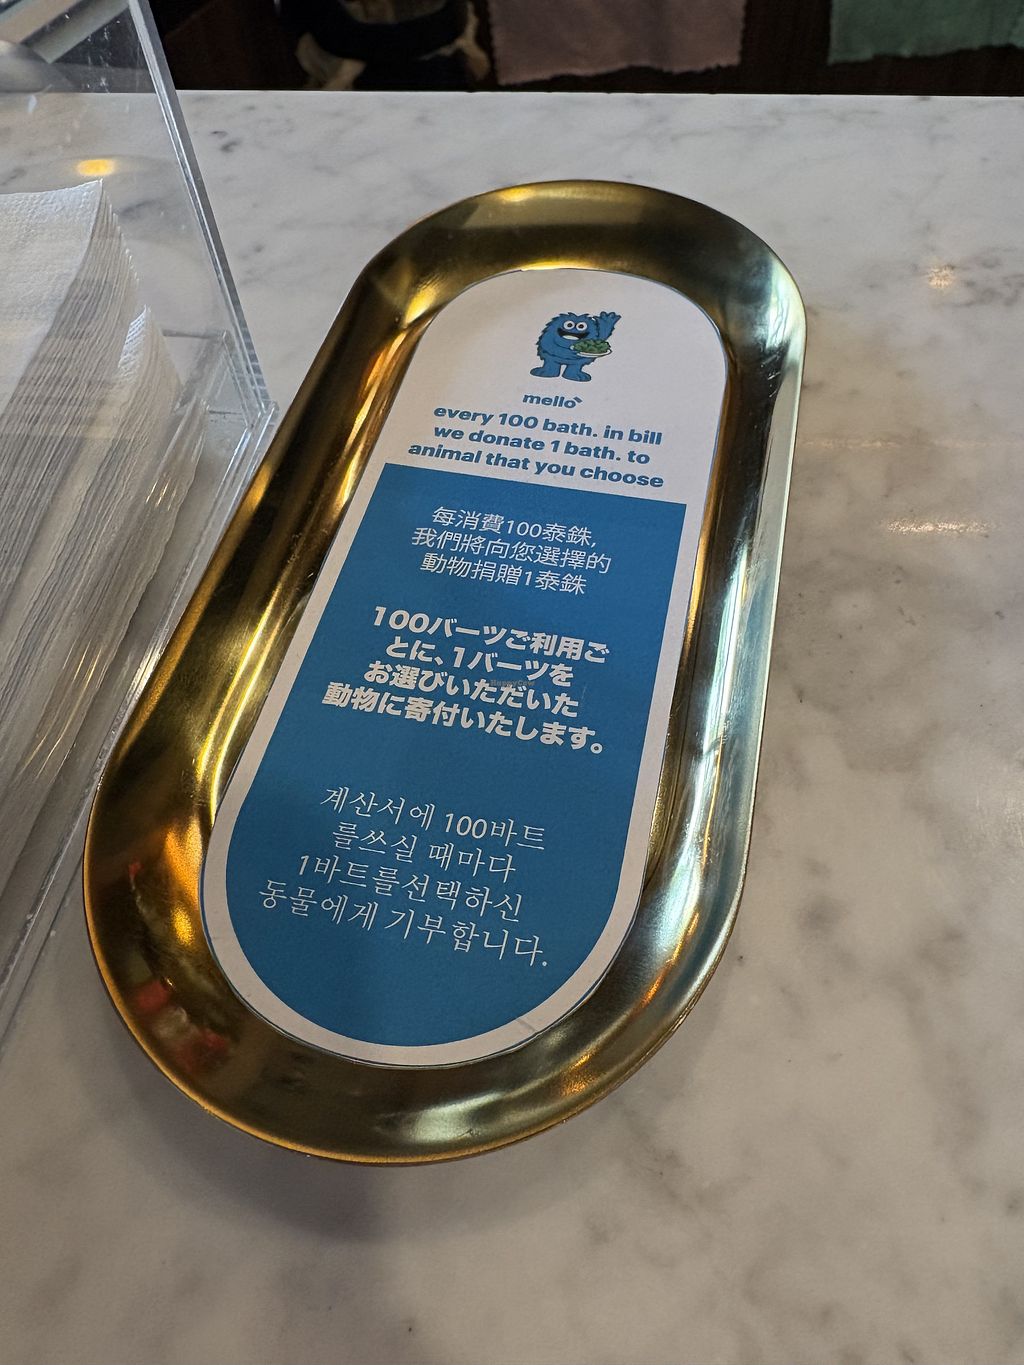 mello
every 100 bath. in bill
we donate 1 bath. to
animal that you choose
每消費100泰銖,
我們將向您選擇的
動物捐贈1泰銖
100バーツご利用ご
とに、1バーツを
お選びいただいた
動物に寄付いたします。
계산서에 100바트
를쓰실 때마다
1바트를선택하신
동물에게 기부합니다.
HappyCow